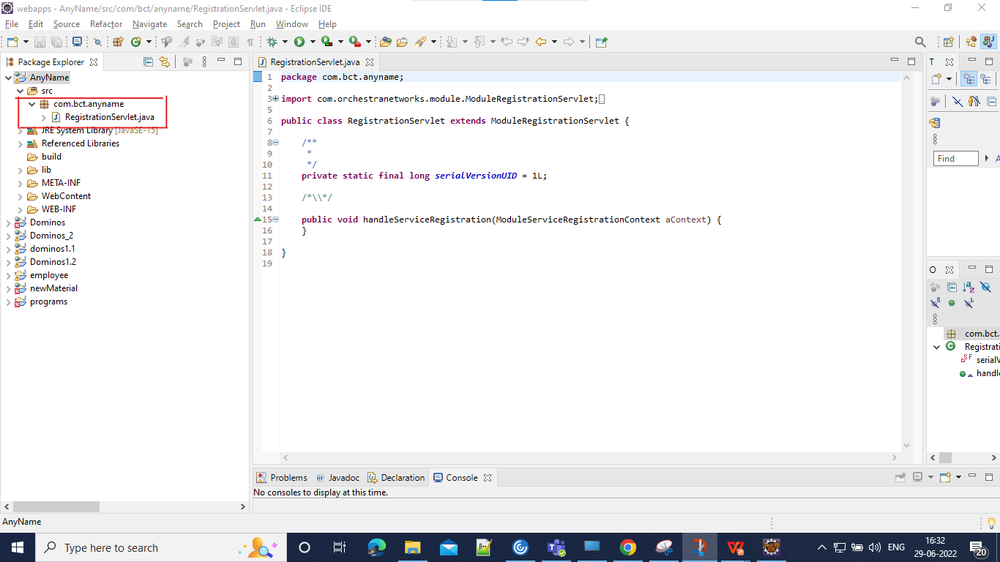 webapps - AnyName/src/com/bct/anyname/RegistrationServlet.java - Eclipse IDE
File Edit Source Refactor Navigate Search Project Run Window Help
Package Explorer
AnyName
src
com.bct.anyname
RegistrationServlet.java
JRE System Library [JavaSE-15]
Referenced Libraries
build
lib
META-INF
WebContent
WEB-INF
Dominos
Dominos_2
dominos1.1
Dominos1.2
employee
newMaterial
programs
RegistrationServlet.java
1 package com.bct.anyname;
2
3 import com.orchestranetworks.module.ModuleRegistrationServlet;
5
6 public class RegistrationServlet extends ModuleRegistrationServlet {
7
8 /**
9 *
10 */
11 private static final long serialVersionUID = 1L;
12
13 /*\\*/
14
15 public void handleServiceRegistration(ModuleServiceRegistrationContext aContext) {
16 }
17
18 }
19
T
Find
A
O
com.bct.
Registrati
serialV
handle
Problems @ Javadoc Declaration Console
No consoles to display at this time.
AnyName
Type here to search
ENG
16:32
29-06-2022
20